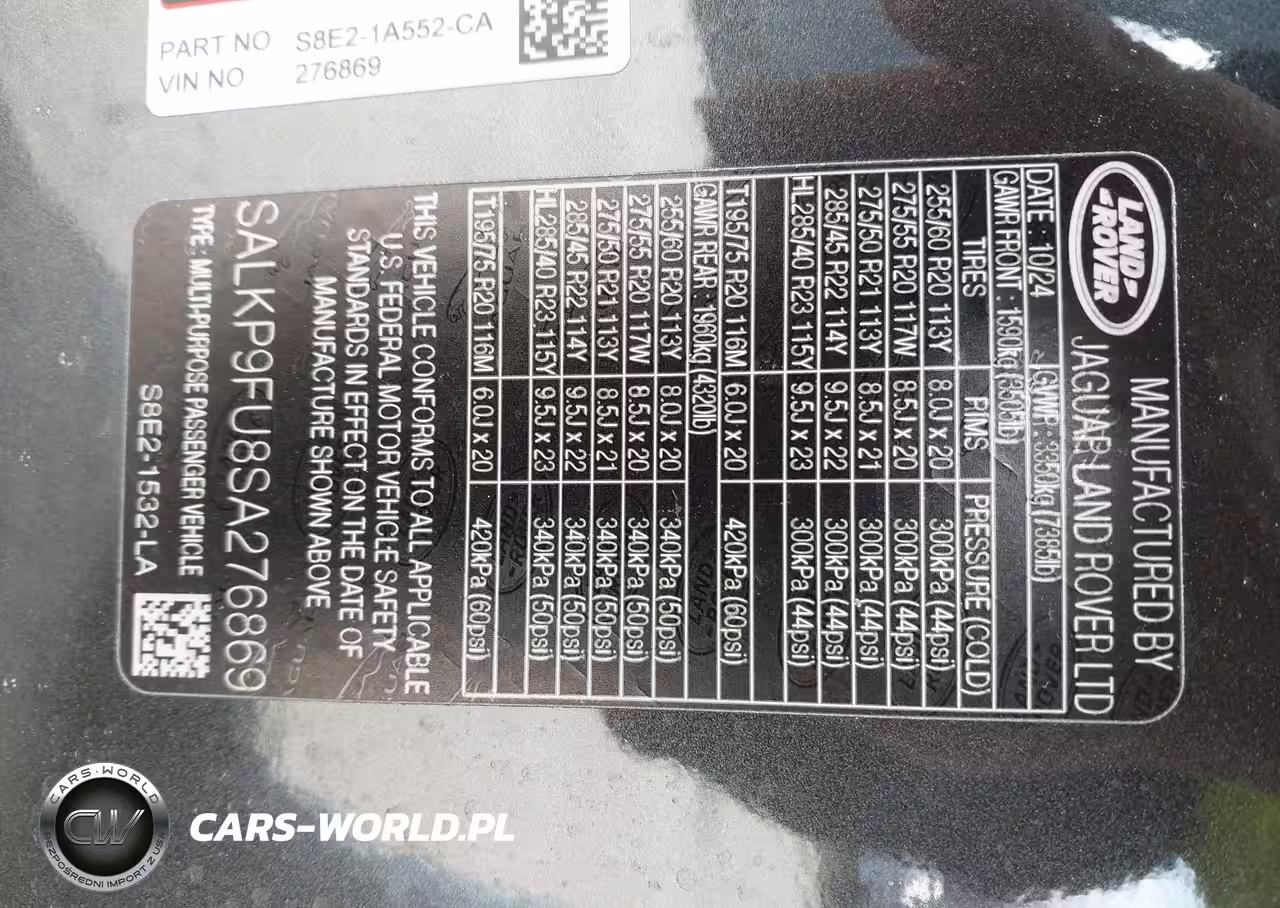 PART NO S8E2-1A552-CA
VIN NO 276869
LAND-
-ROVER
MANUFACTURED BY
JAGUAR LAND ROVER LTD
DATE : 10/24 GVWR : 3350kg (7385lb)
GAWR FRONT : 1590kg (3505lb)
TIRES RIMS PRESSURE (COLD)
255/60 R20 113Y 8.0J x 20 300kPa (44psi)
275/55 R20 117W 8.5J x 20 300kPa (44psi)
275/50 R21 113Y 8.5J x 21 300kPa (44psi)
285/45 R22 114Y 9.5J x 22 300kPa (44psi)
HL285/40 R23 115Y 9.5J x 23 300kPa (44psi)
T195/75 R20 116M 6.0J x 20 420kPa (60psi)
GAWR REAR : 1960kg (4320lb)
255/60 R20 113Y 8.0J x 20 340kPa (50psi)
275/55 R20 117W 8.5J x 20 340kPa (50psi)
275/50 R21 113Y 8.5J x 21 340kPa (50psi)
285/45 R22 114Y 9.5J x 22 340kPa (50psi)
HL285/40 R23 115Y 9.5J x 23 340kPa (50psi)
T195/75 R20 116M 6.0J x 20 420kPa (60psi)
THIS VEHICLE CONFORMS TO ALL APPLICABLE
U.S. FEDERAL MOTOR VEHICLE SAFETY
STANDARDS IN EFFECT ON THE DATE OF
MANUFACTURE SHOWN ABOVE
SALKP9FU8SA276869
TYPE: MULTI-PURPOSE PASSENGER VEHICLE
S8E2-1532-LA
CARS-WORLD
CW
BEZPOŚREDNI IMPORT Z USA
CARS-WORLD.PL